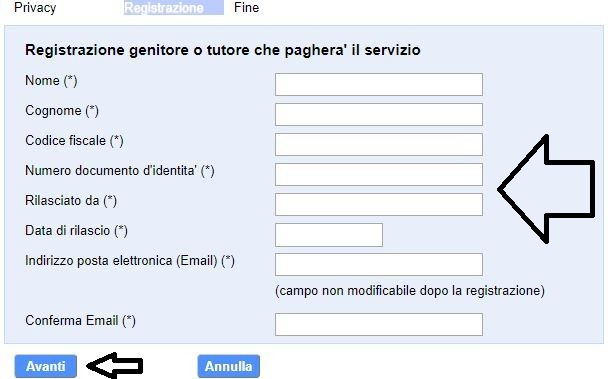 Privacy Registrazione Fine
Registrazione genitore o tutore che paghera' il servizio
Nome (*)
Cognome (*)
Codice fiscale (*)
Numero documento d'identita' (*)
Rilasciato da (*)
Data di rilascio (*)
Indirizzo posta elettronica (Email) (*)
(campo non modificabile dopo la registrazione)
Conferma Email (*)
Avanti Annulla